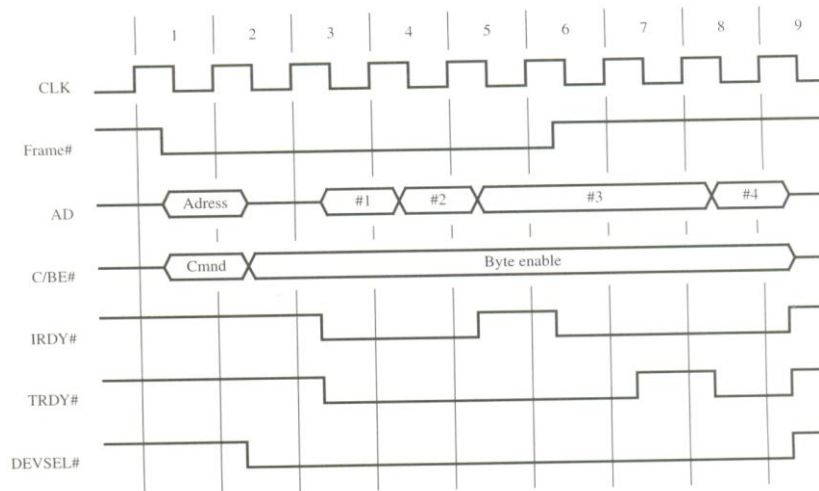 1 2 3 4 5 6 7 8 9
CLK
Frame#
AD
Adress
#1
#2
#3
#4
C/BE#
Cmnd
Byte enable
IRDY#
TRDY#
DEVSEL#